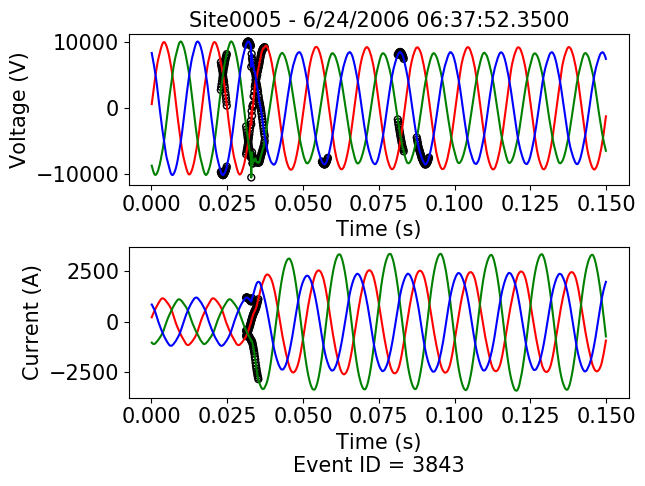 Site0005 - 6/24/2006 06:37:52.3500
10000
0
−10000
Voltage (V)
0.000 0.025 0.050 0.075 0.100 0.125 0.150
Time (s)
2500
0
−2500
Current (A)
0.000 0.025 0.050 0.075 0.100 0.125 0.150
Time (s)
Event ID = 3843